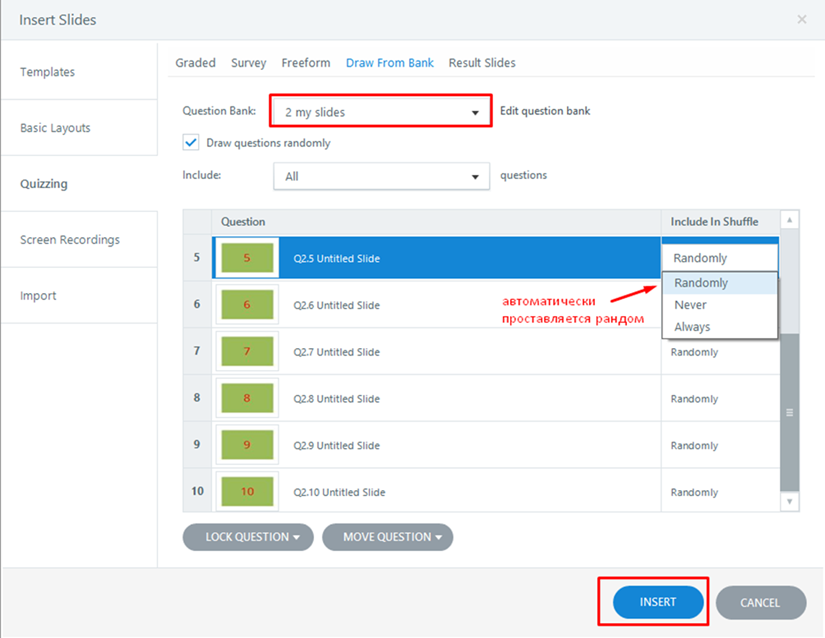 Insert Slides
Templates
Basic Layouts
Quizzing
Screen Recordings
Import
Graded Survey Freeform Draw From Bank Result Slides
Question Bank: 2 my slides Edit question bank
Draw questions randomly
Include: All questions
Question Include In Shuffle
5 5 Q2.5 Untitled Slide Randomly
Randomly
Never
Always
6 6 Q2.6 Untitled Slide
автоматически
проставляется рандом
7 7 Q2.7 Untitled Slide Randomly
8 8 Q2.8 Untitled Slide Randomly
9 9 Q2.9 Untitled Slide Randomly
10 10 Q2.10 Untitled Slide Randomly
LOCK QUESTION MOVE QUESTION
INSERT CANCEL